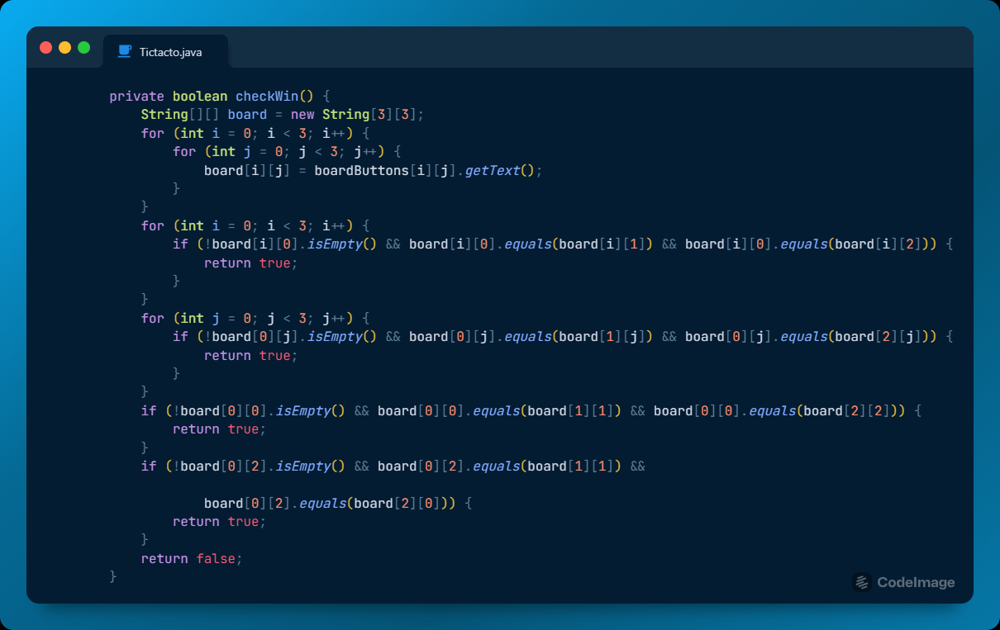 Tictacto.java
private boolean checkWin() {
    String[][] board = new String[3][3];
    for (int i = 0; i < 3; i++) {
        for (int j = 0; j < 3; j++) {
            board[i][j] = boardButtons[i][j].getText();
        }
    }
    for (int i = 0; i < 3; i++) {
        if (!board[i][0].isEmpty() && board[i][0].equals(board[i][1]) && board[i][0].equals(board[i][2])) {
            return true;
        }
    }
    for (int j = 0; j < 3; j++) {
        if (!board[0][j].isEmpty() && board[0][j].equals(board[1][j]) && board[0][j].equals(board[2][j])) {
            return true;
        }
    }
    if (!board[0][0].isEmpty() && board[0][0].equals(board[1][1]) && board[0][0].equals(board[2][2])) {
        return true;
    }
    if (!board[0][2].isEmpty() && board[0][2].equals(board[1][1]) &&
            board[0][2].equals(board[2][0])) {
        return true;
    }
    return false;
}
CodeImage